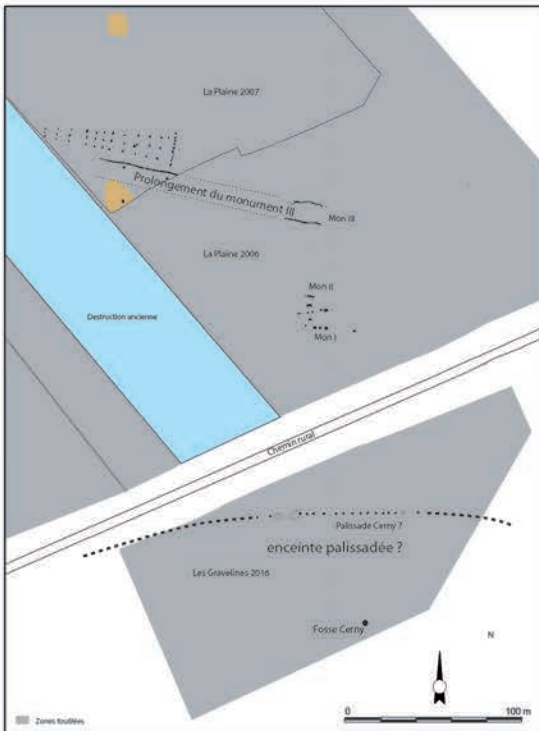 La Plaine 2007
Prolongement du monument III
Mon III
La Plaine 2006
Mon II
Mon I
Destruction ancienne
Chemin rural
Palissade Cerny ?
enceinte palissadée ?
Les Gravelines 2016
Fosse Cerny
N
0 100 m
Zones fouillées